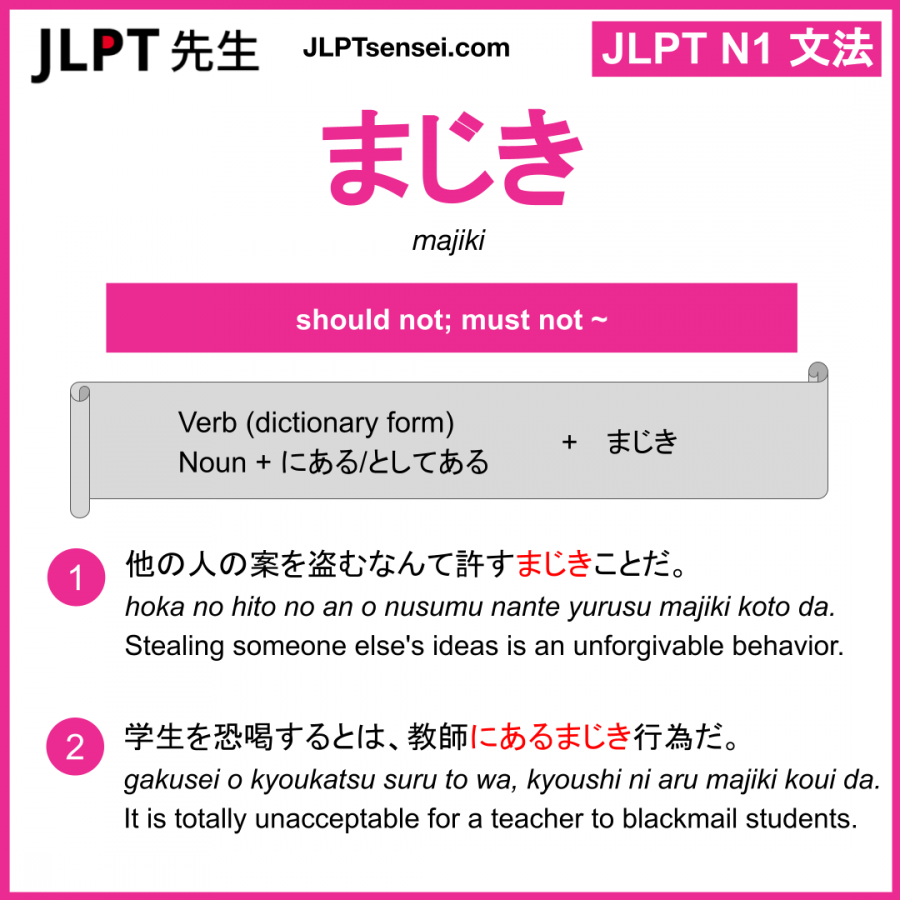 JLPT 先生
JLPTsensei.com
JLPT N1 文法
まじき
majiki
should not; must not ~
Verb (dictionary form)
Noun + にある/としてある
+ まじき
1
他の人の案を盗むなんて許すまじきことだ。
hoka no hito no an o nusumu nante yurusu majiki koto da.
Stealing someone else's ideas is an unforgivable behavior.
2
学生を恐喝するとは、教師にあるまじき行為だ。
gakusei o kyoukatsu suru to wa, kyoushi ni aru majiki koui da.
It is totally unacceptable for a teacher to blackmail students.